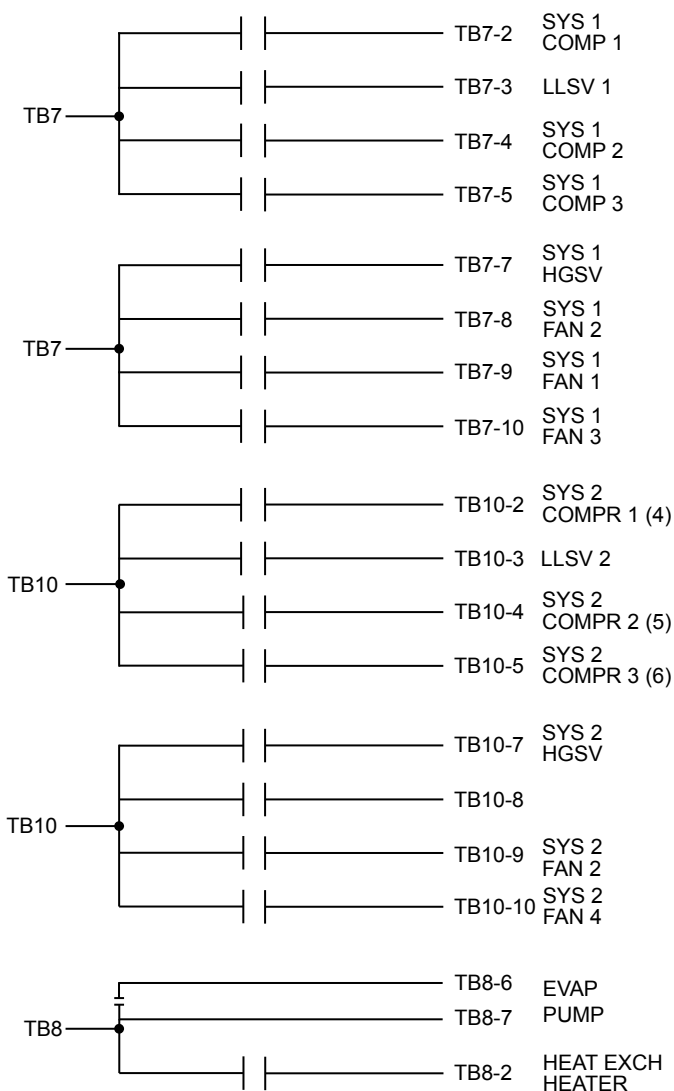 SYS 1
TB7-2 COMP 1
TB7-3 LLSV 1
TB7
SYS 1
TB7-4 COMP 2
SYS 1
TB7-5 COMP 3
SYS 1
TB7-7 HGSV
SYS 1
TB7-8 FAN 2
TB7
SYS 1
TB7-9 FAN 1
SYS 1
TB7-10 FAN 3
SYS 2
TB10-2 COMPR 1 (4)
TB10-3 LLSV 2
TB10
SYS 2
TB10-4 COMPR 2 (5)
SYS 2
TB10-5 COMPR 3 (6)
SYS 2
TB10-7 HGSV
TB10-8
TB10
SYS 2
TB10-9 FAN 2
SYS 2
TB10-10 FAN 4
TB8-6 EVAP
TB8-7 PUMP
TB8
HEAT EXCH
TB8-2 HEATER